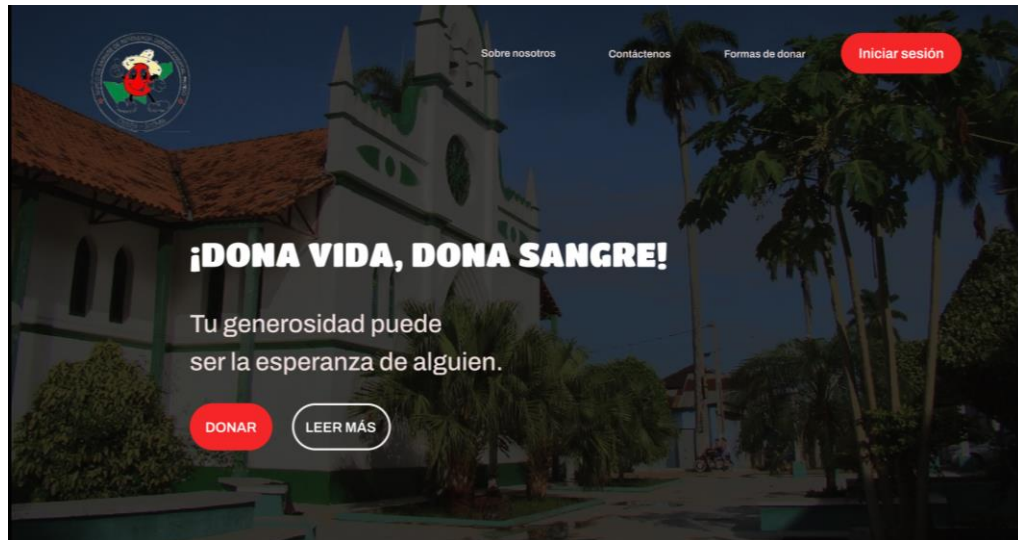 Sobre nosotros
Contáctenos
Formas de donar
Iniciar sesión
¡DONA VIDA, DONA SANGRE!
Tu generosidad puede
ser la esperanza de alguien.
DONAR
LEER MÁS